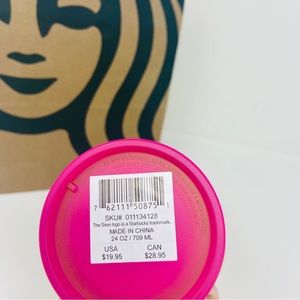 7 62111 50875 1
SKU# 011134128
The Siren logo is a Starbucks trademark.
MADE IN CHINA
24 OZ / 709 ML
USA CAN
$19.95 $28.95